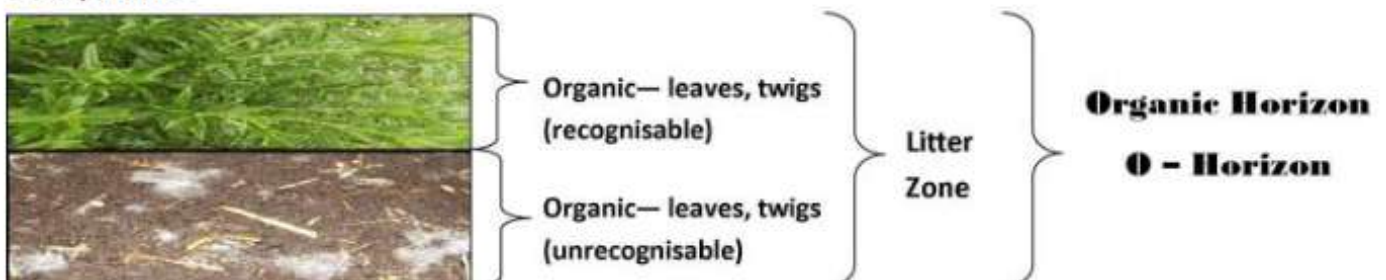 Organic— leaves, twigs
(recognisable)
Organic— leaves, twigs
(unrecognisable)
Litter
Zone
Organic Horizon
O – Horizon